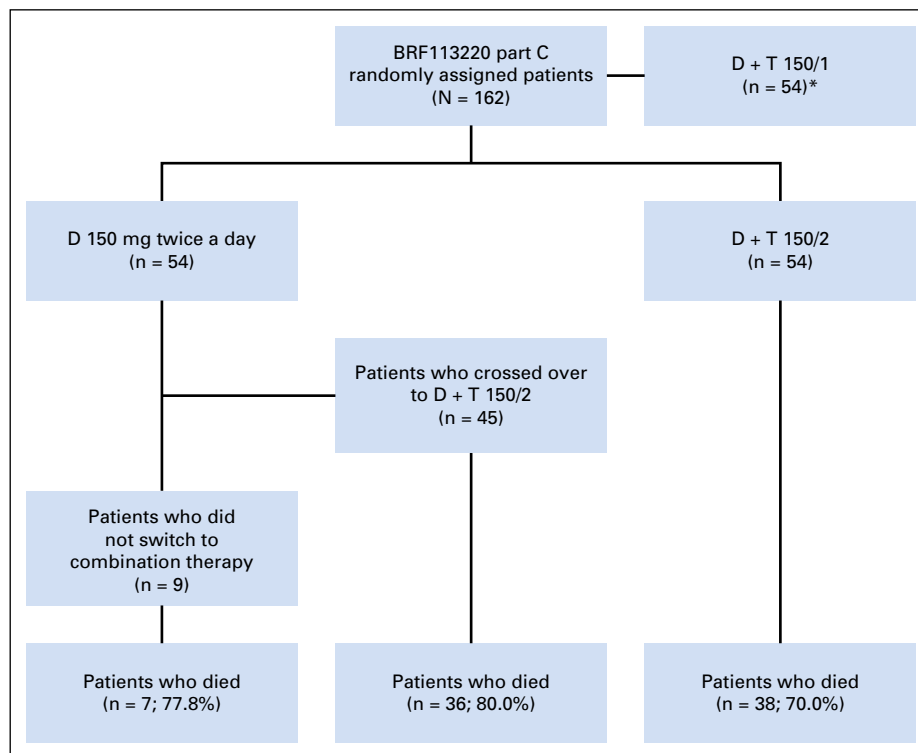 BRF113220 part C
randomly assigned patients
(N = 162)
D + T 150/1
(n = 54)*
D 150 mg twice a day
(n = 54)
D + T 150/2
(n = 54)
Patients who crossed over
to D + T 150/2
(n = 45)
Patients who did
not switch to
combination therapy
(n = 9)
Patients who died
(n = 7; 77.8%)
Patients who died
(n = 36; 80.0%)
Patients who died
(n = 38; 70.0%)